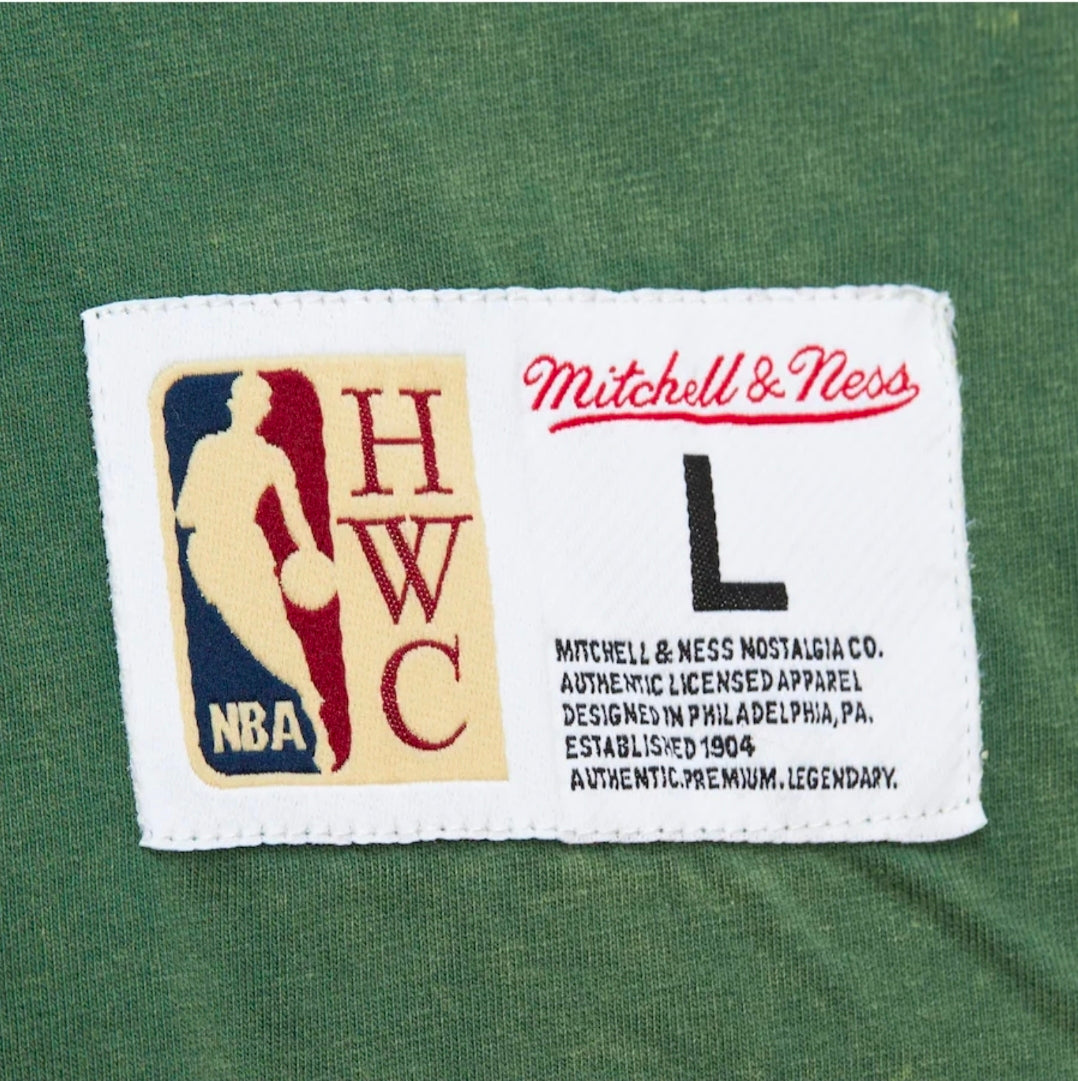 NBA
H
W
C
Mitchell & Ness
L
MITCHELL & NESS NOSTALGIA CO.
AUTHENTIC LICENSED APPAREL
DESIGNED IN PHILADELPHIA, PA.
ESTABLISHED 1904
AUTHENTIC.PREMIUM.LEGENDARY.